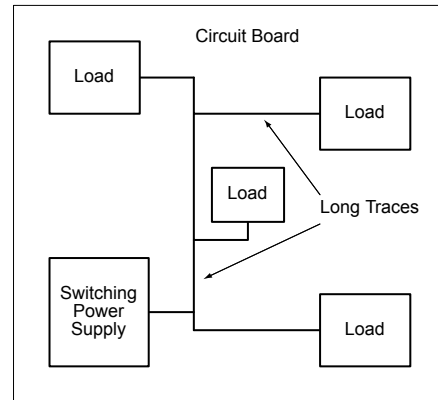 Circuit Board
Load
Load
Load
Long Traces
Switching
Power
Supply
Load